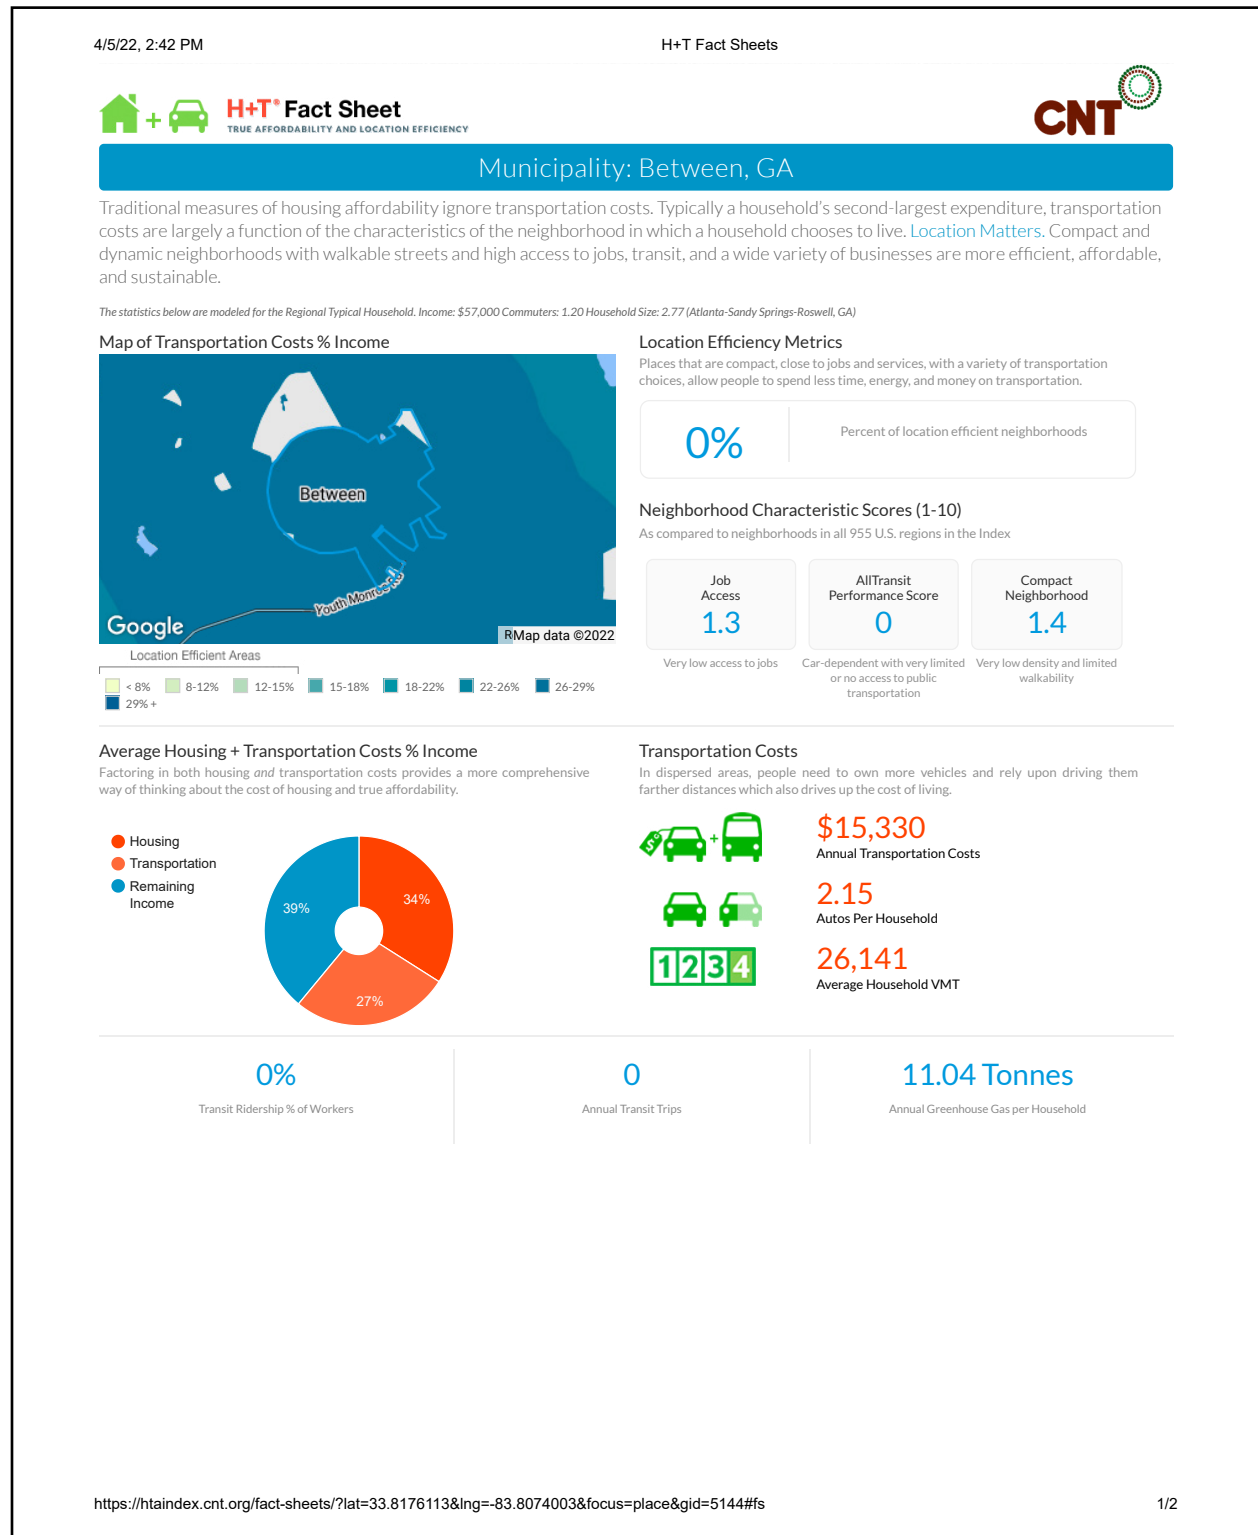 4/5/22, 2:42 PM
H+T Fact Sheets
H+T® Fact Sheet
TRUE AFFORDABILITY AND LOCATION EFFICIENCY
CNT
Municipality: Between, GA
Traditional measures of housing affordability ignore transportation costs. Typically a household's second-largest expenditure, transportation
costs are largely a function of the characteristics of the neighborhood in which a household chooses to live. Location Matters. Compact and
dynamic neighborhoods with walkable streets and high access to jobs, transit, and a wide variety of businesses are more efficient, affordable,
and sustainable.
The statistics below are modeled for the Regional Typical Household. Income: $57,000 Commuters: 1.20 Household Size: 2.77 (Atlanta-Sandy Springs-Roswell, GA)
Map of Transportation Costs % Income
Between
Youth Monroe Rd
Google
Map data ©2022
Location Efficient Areas
< 8%
8-12%
12-15%
15-18%
18-22%
22-26%
26-29%
29% +
Location Efficiency Metrics
Places that are compact, close to jobs and services, with a variety of transportation
choices, allow people to spend less time, energy, and money on transportation.
0%
Percent of location efficient neighborhoods
Neighborhood Characteristic Scores (1-10)
As compared to neighborhoods in all 955 U.S. regions in the Index
Job
Access
1.3
Very low access to jobs
AllTransit
Performance Score
0
Car-dependent with very limited
or no access to public
transportation
Compact
Neighborhood
1.4
Very low density and limited
walkability
Average Housing + Transportation Costs % Income
Factoring in both housing and transportation costs provides a more comprehensive
way of thinking about the cost of housing and true affordability.
Housing
Transportation
Remaining
Income
39%
34%
27%
Transportation Costs
In dispersed areas, people need to own more vehicles and rely upon driving them
farther distances which also drives up the cost of living.
$
+
$15,330
Annual Transportation Costs
2.15
Autos Per Household
1234
26,141
Average Household VMT
0%
Transit Ridership % of Workers
0
Annual Transit Trips
11.04 Tonnes
Annual Greenhouse Gas per Household
https://htaindex.cnt.org/fact-sheets/?lat=33.8176113&lng=-83.8074003&focus=place&gid=5144#fs
1/2